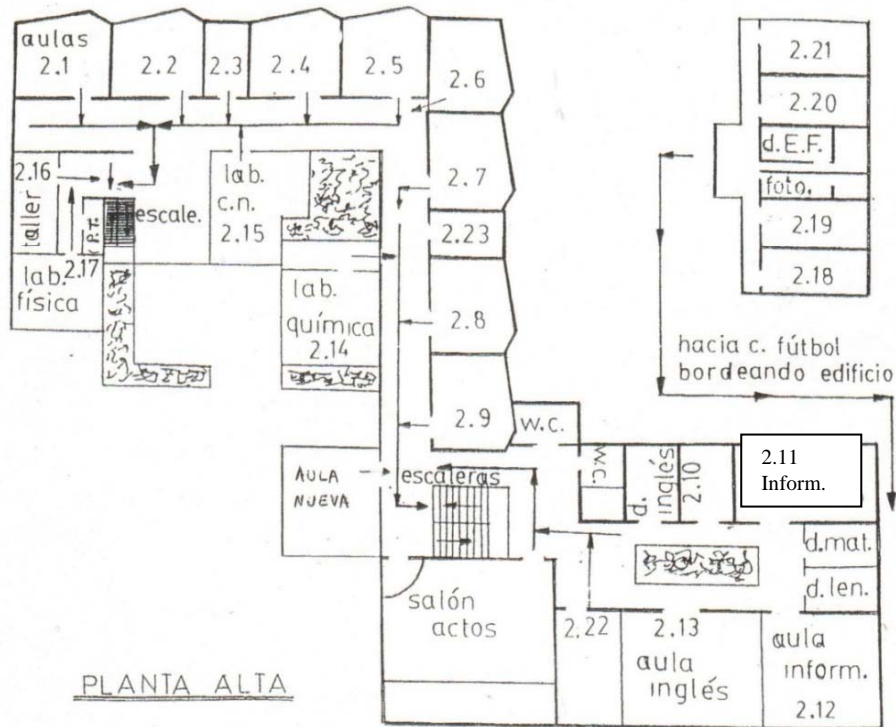 aulas
2.1
2.2
2.3
2.4
2.5
2.6
2.7
2.23
2.8
2.9
2.16
taller
2.17
lab.
física
P.T.
escale.
lab.
c.n.
2.15
lab.
química
2.14
AULA
NUEVA
escaleras
w.c.
w.c.
d.
inglés
2.10
2.11
Inform.
d.mat.
d.len.
salón
actos
2.22
2.13
aula
inglés
aula
inform.
2.12
2.21
2.20
d.E.F.
foto.
2.19
2.18
hacia c. fútbol
bordeando edificio
PLANTA ALTA